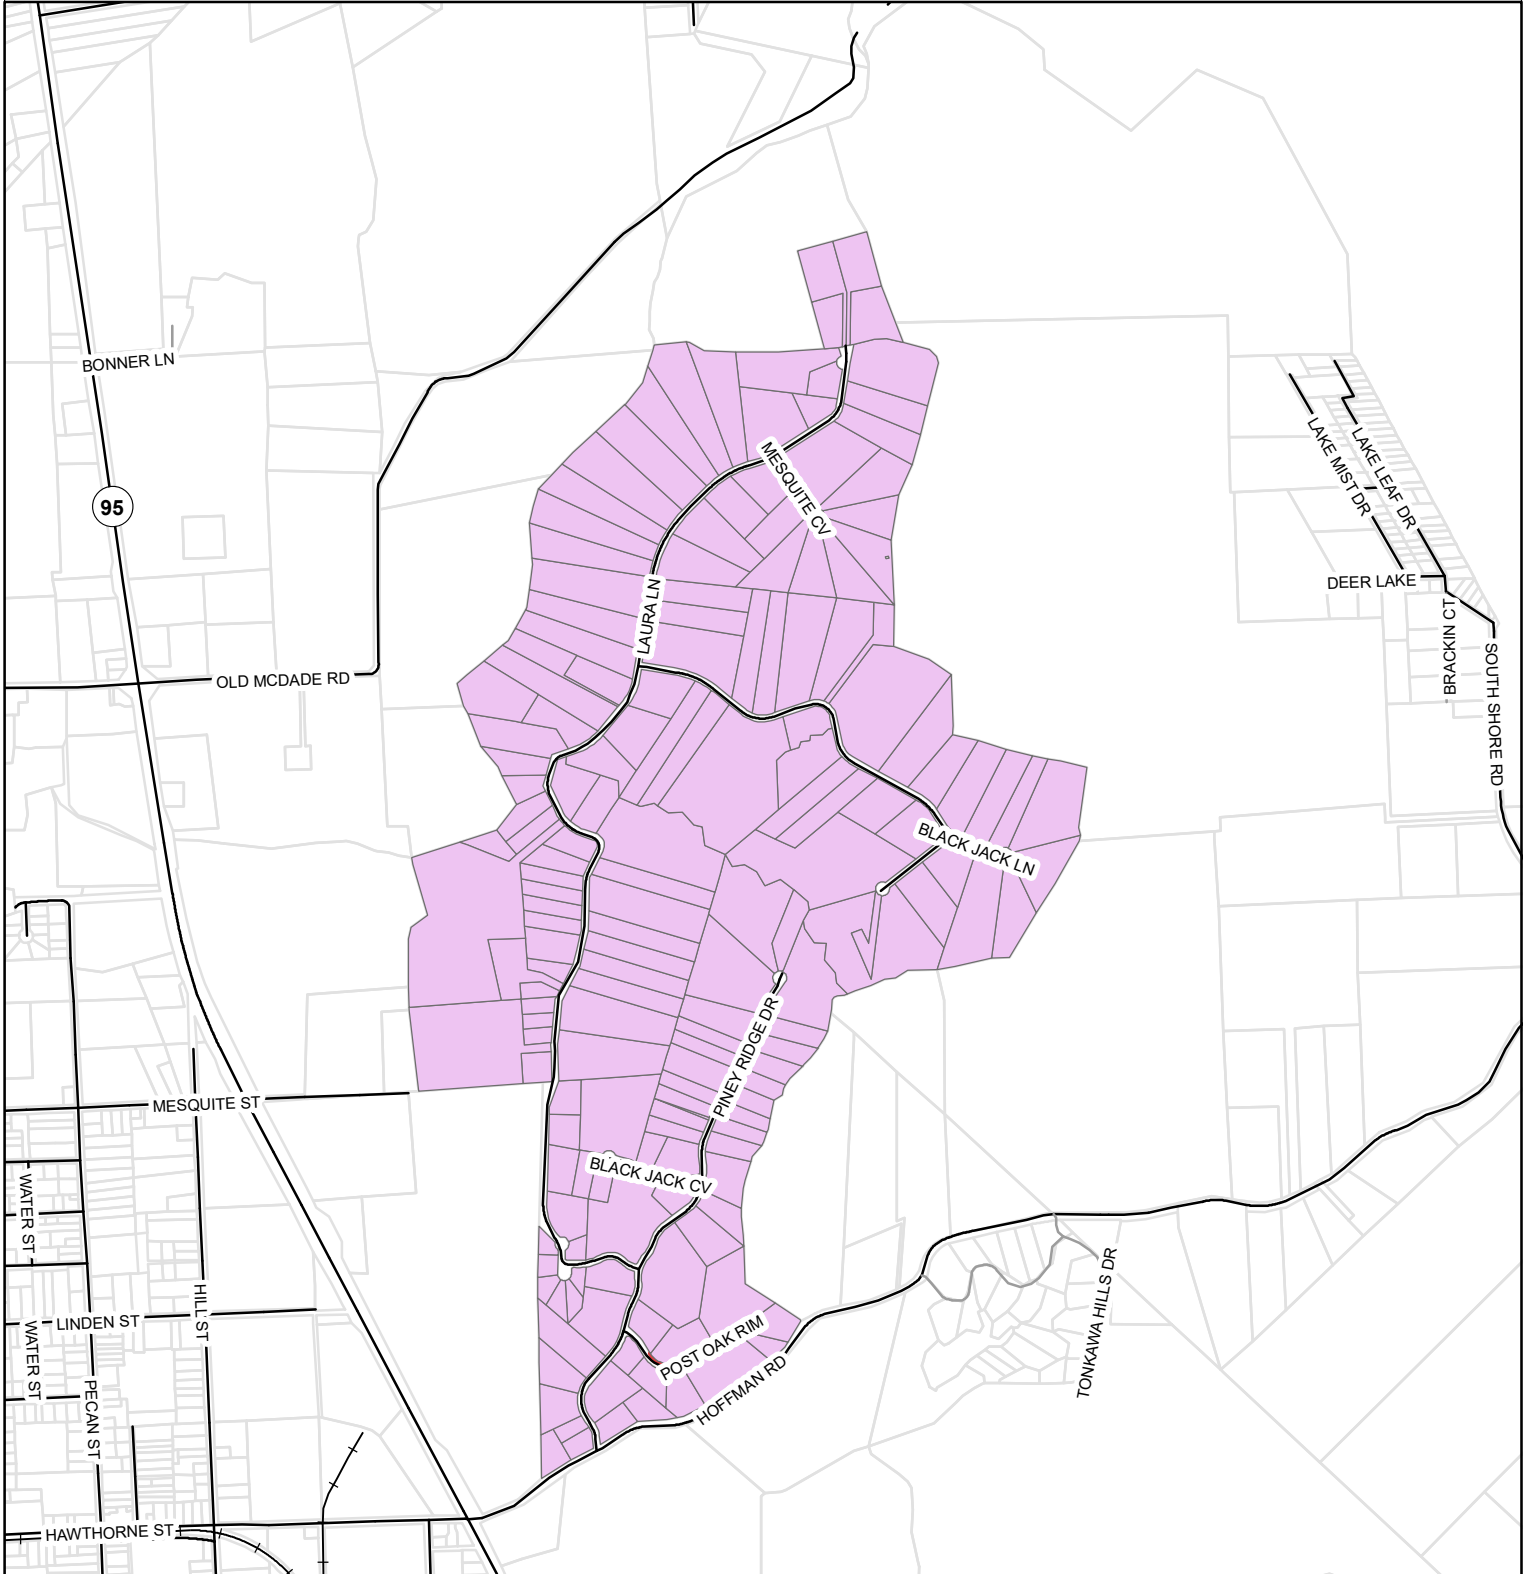 BONNER LN
95
MESQUITE CV
LAKE MIST DR
LAKE LEAF DR
DEER LAKE
LAURA LN
BRACKIN CT
SOUTH SHORE RD
OLD MCDADE RD
BLACK JACK LN
PINEY RIDGE DR
MESQUITE ST
BLACK JACK CV
WATER ST
HILL ST
TONKAWA HILLS DR
LINDEN ST
WATER ST
POST OAK RIM
HOFFMAN RD
PECAN ST
HAWTHORNE ST